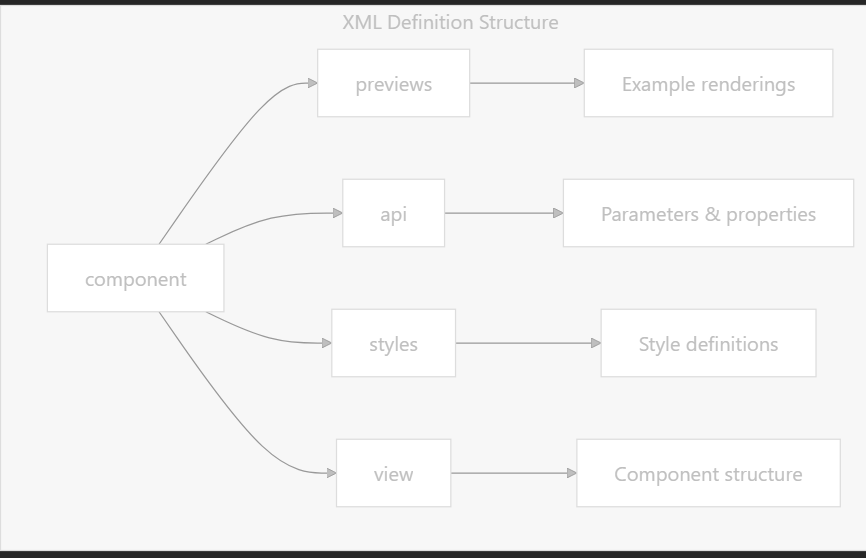 XML Definition Structure
previews
Example renderings
api
Parameters & properties
component
styles
Style definitions
view
Component structure